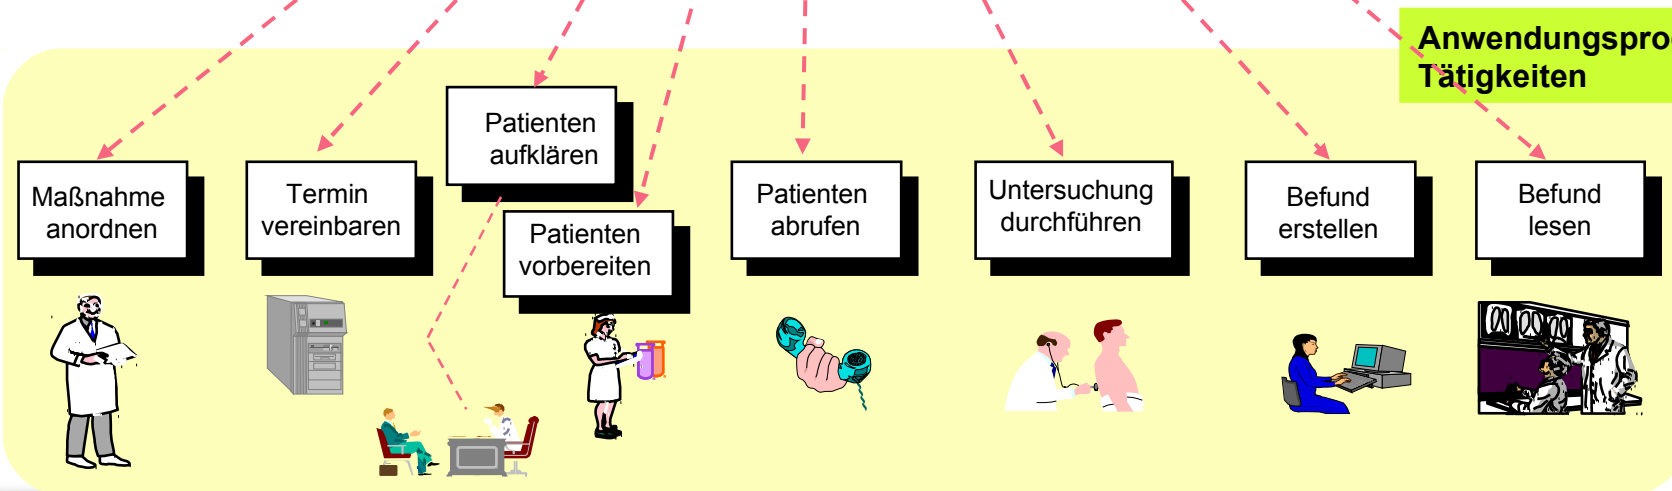 Anwendungspro
Tätigkeiten
Maßnahme
anordnen
Termin
vereinbaren
Patienten
aufklären
Patienten
vorbereiten
Patienten
abrufen
Untersuchung
durchführen
Befund
erstellen
Befund
lesen